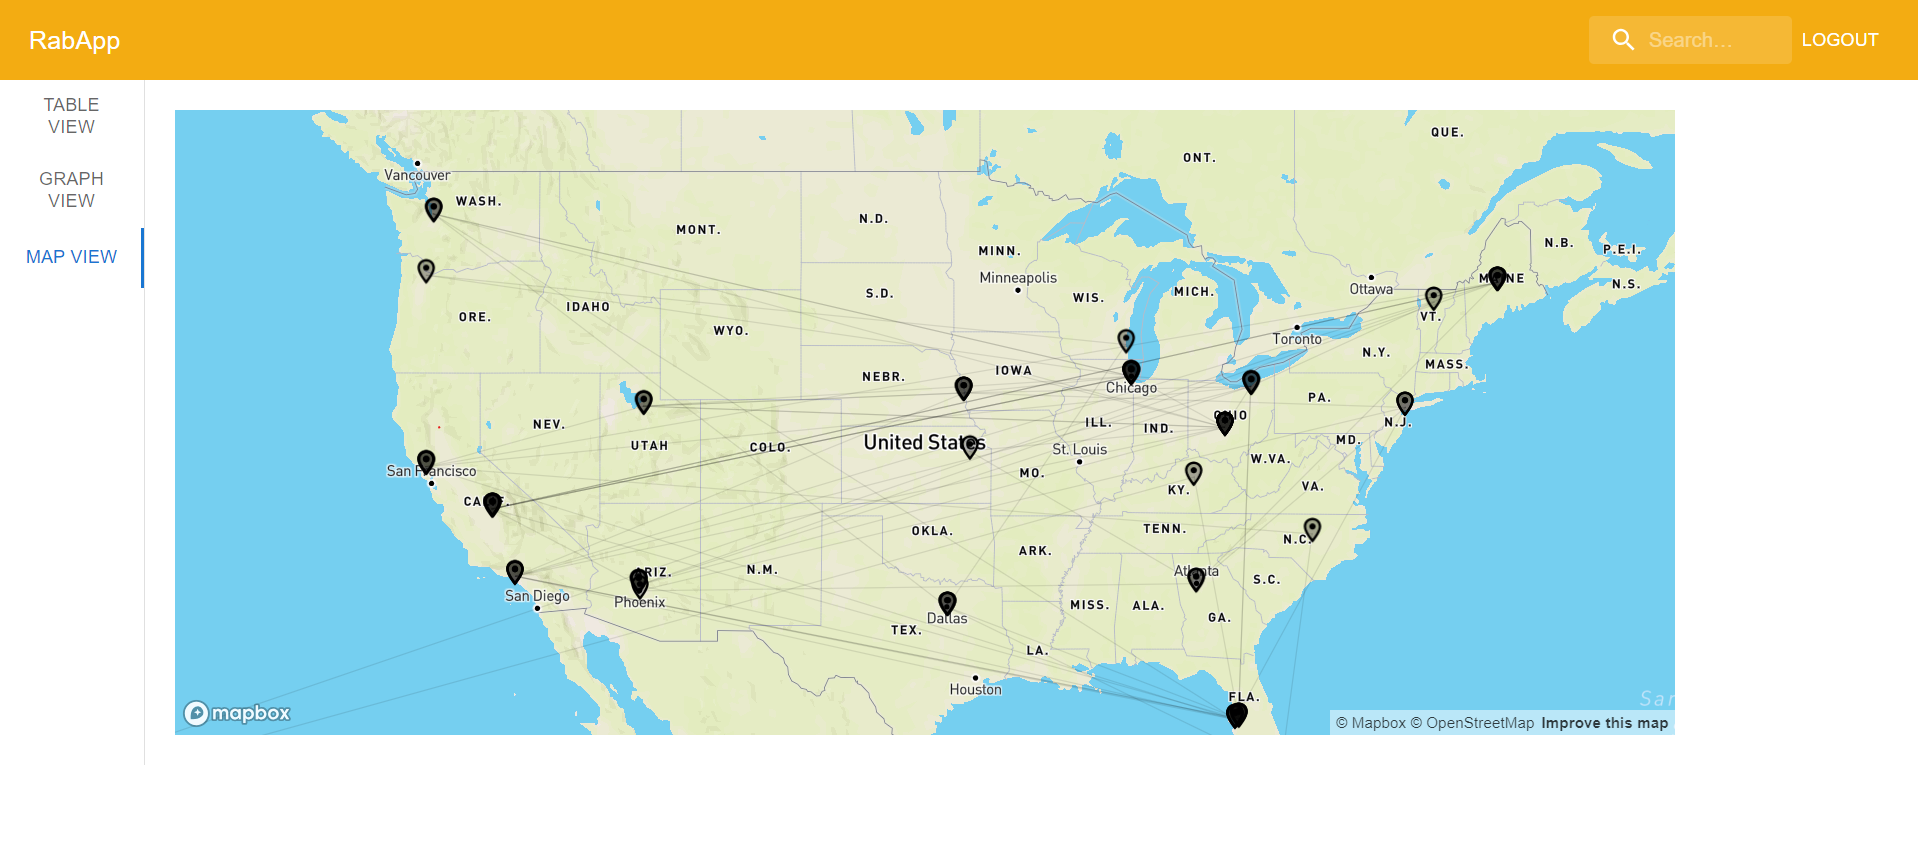 RabApp
Search...
LOGOUT
TABLE
VIEW
GRAPH
VIEW
MAP VIEW
QUE.
ONT.
Vancouver
WASH.
MONT.
N.D.
MINN.
N.B.
P.E.I.
Minneapolis
Ottawa
N.S.
S.D.
WIS.
MICH.
IDAHO
ORE.
WYO.
VT.
Toronto
N.Y.
MASS.
NEBR.
IOWA
Chicago
PA.
NEV.
UTAH
COLO.
United States
ILL.
IND.
OHIO
N.J.
MD.
St. Louis
W.VA.
San Francisco
MO.
KY.
VA.
OKLA.
TENN.
N.C.
ARK.
N.M.
Atlanta
S.C.
San Diego
Phoenix
Dallas
MISS.
ALA.
GA.
TEX.
LA.
Houston
FLA.
mapbox
© Mapbox © OpenStreetMap Improve this map